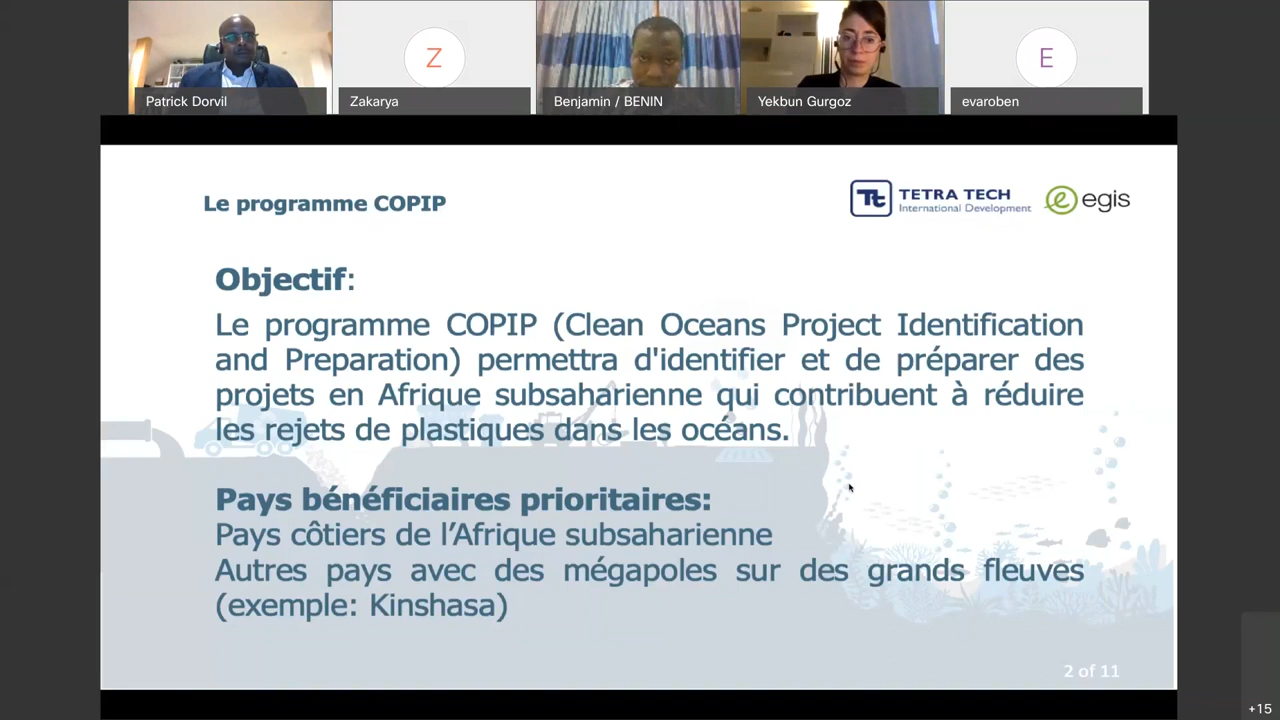 Z
E
Patrick Dorvil
Zakarya
Benjamin / BENIN
Yekbun Gurgoz
evaroben
Le programme COPIP
Tt TETRA TECH
International Development
e egis
Objectif:
Le programme COPIP (Clean Oceans Project Identification
and Preparation) permettra d'identifier et de préparer des
projets en Afrique subsaharienne qui contribuent à réduire
les rejets de plastiques dans les océans.
Pays bénéficiaires prioritaires:
Pays côtiers de l’Afrique subsaharienne
Autres pays avec des mégapoles sur des grands fleuves
(exemple: Kinshasa)
2 of 11
+15